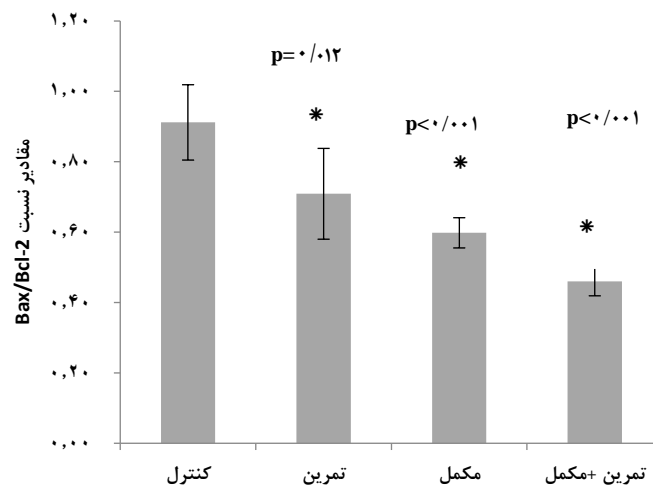 ۱,۲۰
۱,۰۰
۰,۸۰
۰,۶۰
۰,۴۰
۰,۲۰
۰,۰۰
مقادیر نسبت Bax/Bcl-2
p=۰/۰۱۲
*
p<۰/۰۰۱
*
p<۰/۰۰۱
*
کنترل
تمرین
مکمل
تمرین +مکمل